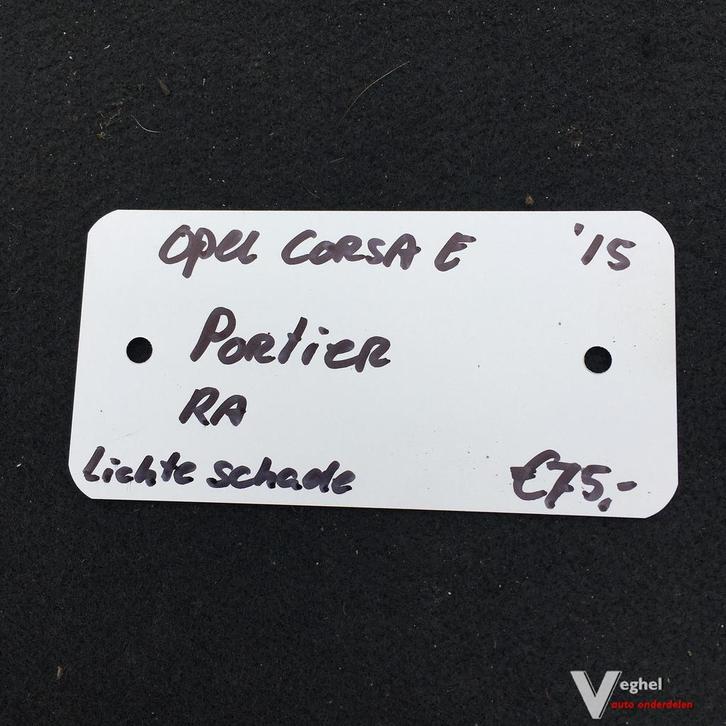 Opel CORSA E '15
PORtiER
RA
Lichte schade €75,-
Veghel
auto onderdelen